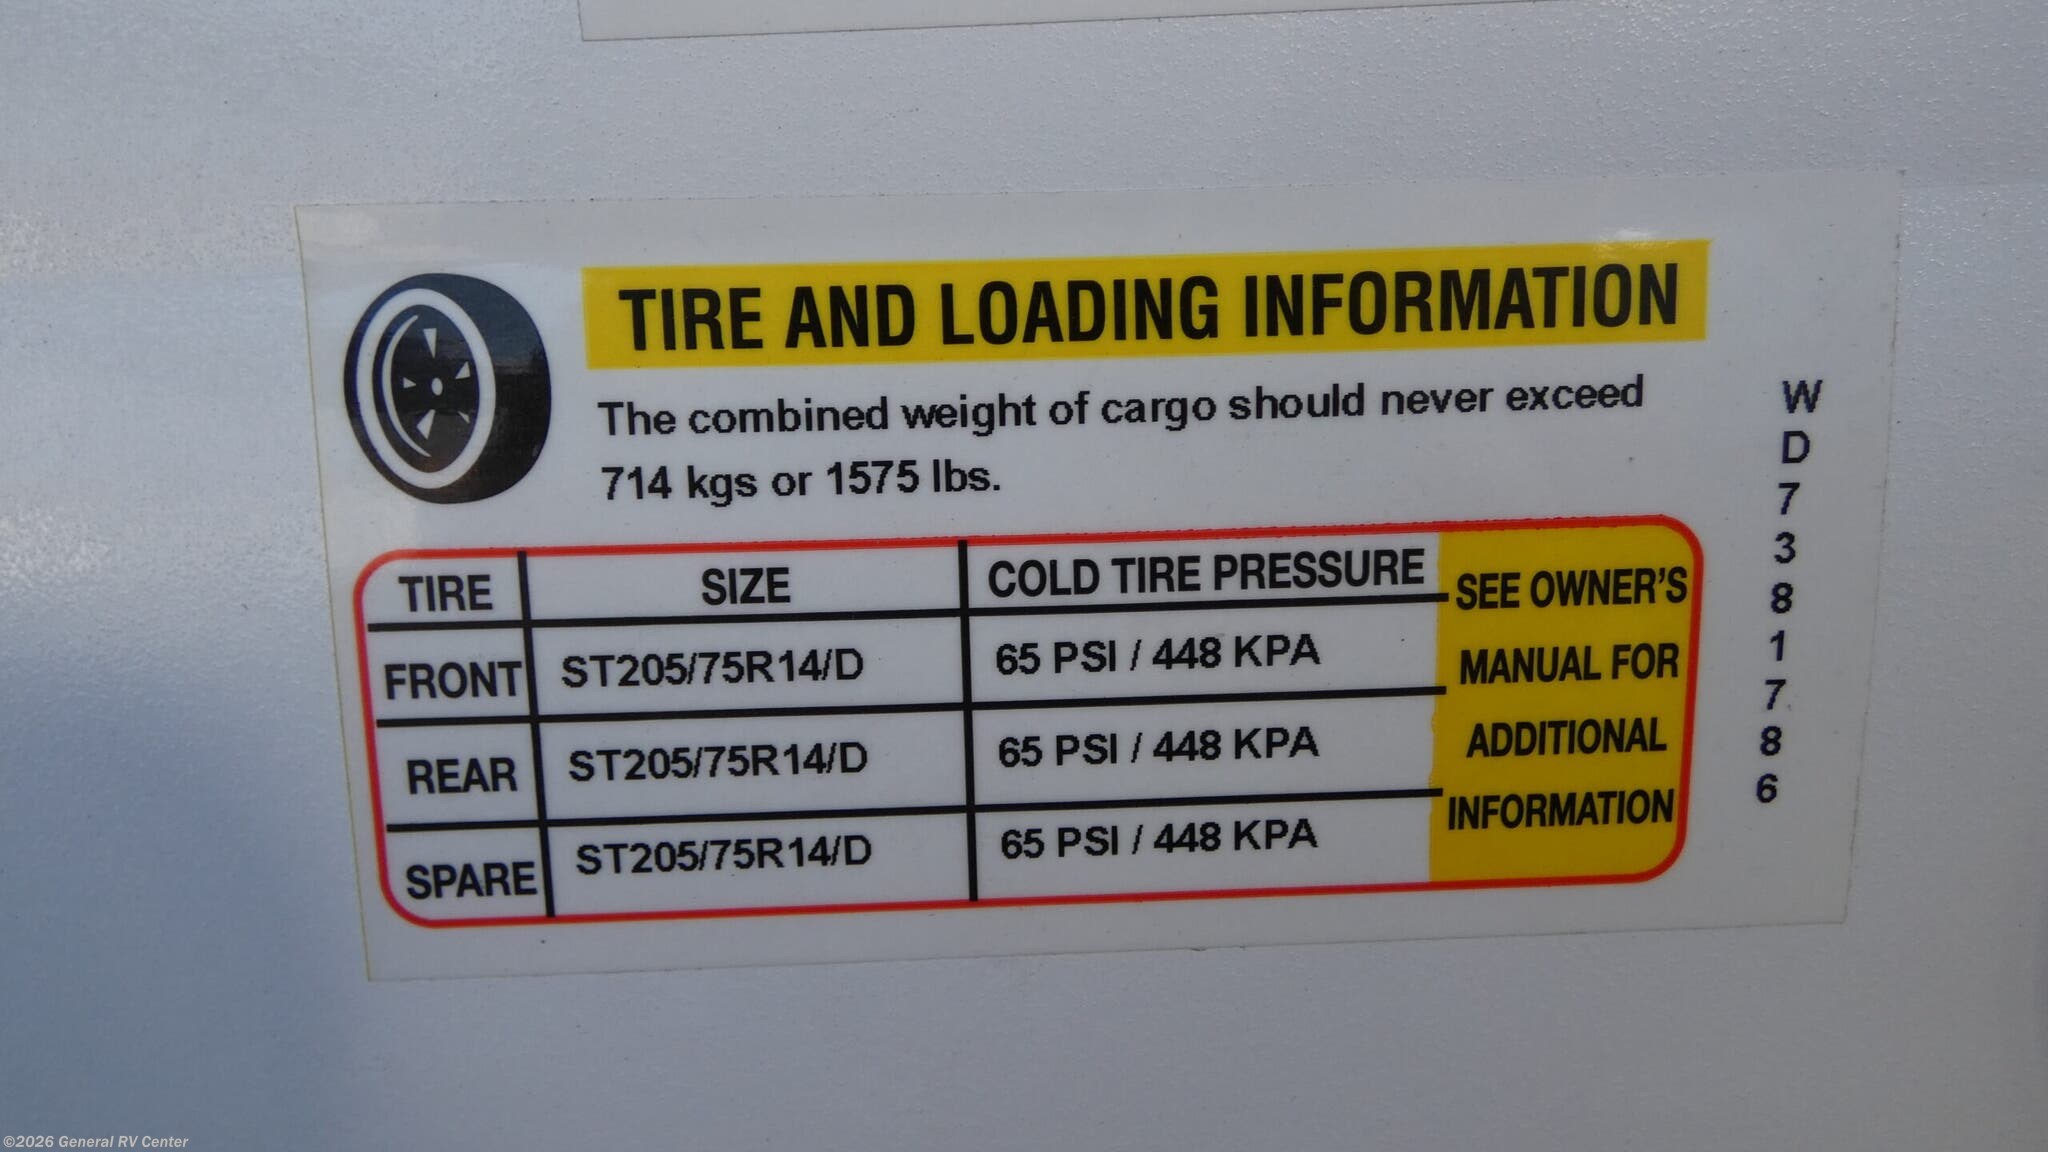 TIRE AND LOADING INFORMATION
The combined weight of cargo should never exceed
714 kgs or 1575 lbs.
TIRE SIZE COLD TIRE PRESSURE
FRONT ST205/75R14/D 65 PSI / 448 KPA
REAR ST205/75R14/D 65 PSI / 448 KPA
SPARE ST205/75R14/D 65 PSI / 448 KPA
SEE OWNER'S
MANUAL FOR
ADDITIONAL
INFORMATION
W
D
7
3
8
1
7
8
6
©2026 General RV Center